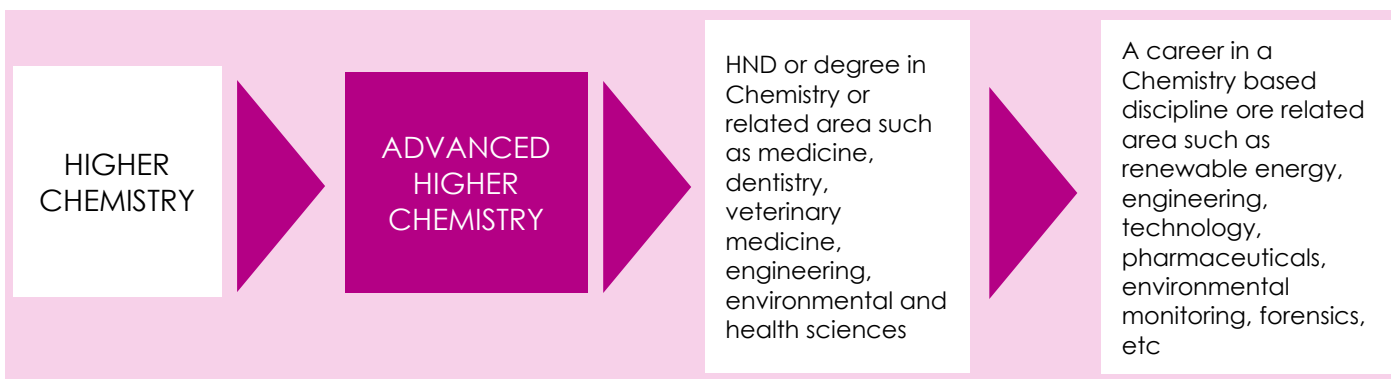 HIGHER
CHEMISTRY
ADVANCED
HIGHER
CHEMISTRY
HND or degree in
Chemistry or
related area such
as medicine,
dentistry,
veterinary
medicine,
engineering,
environmental and
health sciences
A career in a
Chemistry based
discipline ore related
area such as
renewable energy,
engineering,
technology,
pharmaceuticals,
environmental
monitoring, forensics,
etc